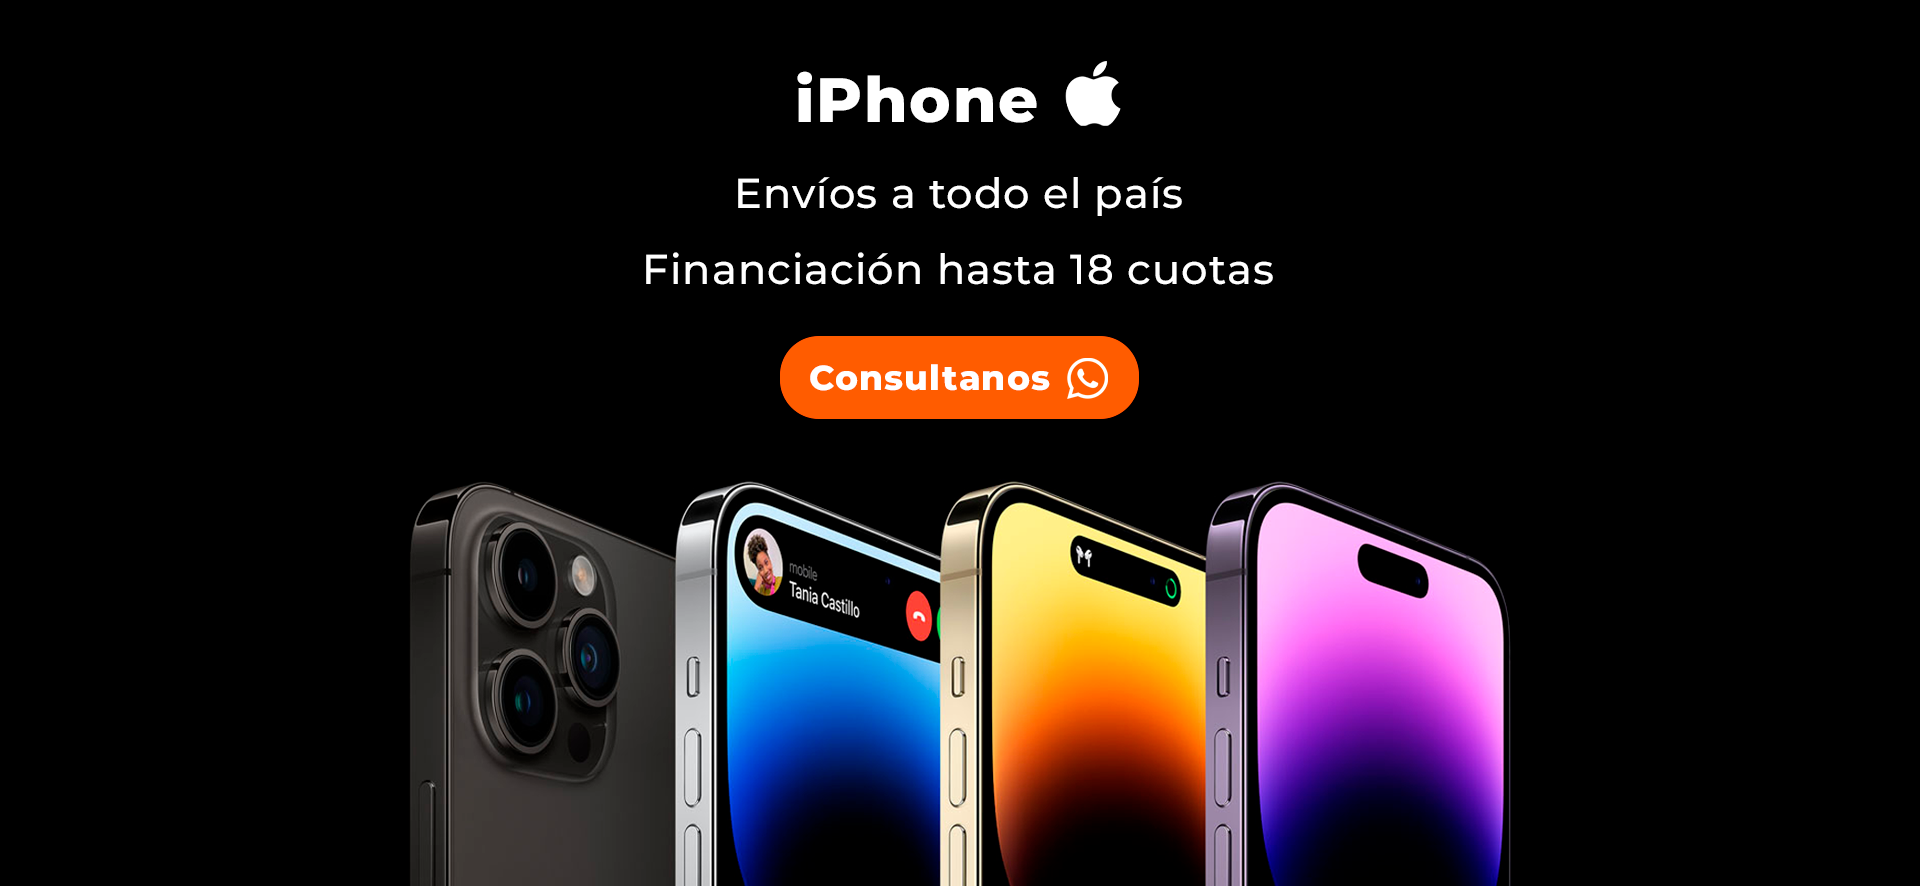 iPhone
Envíos a todo el país
Financiación hasta 18 cuotas
Consultanos
mobile
Tania Castillo